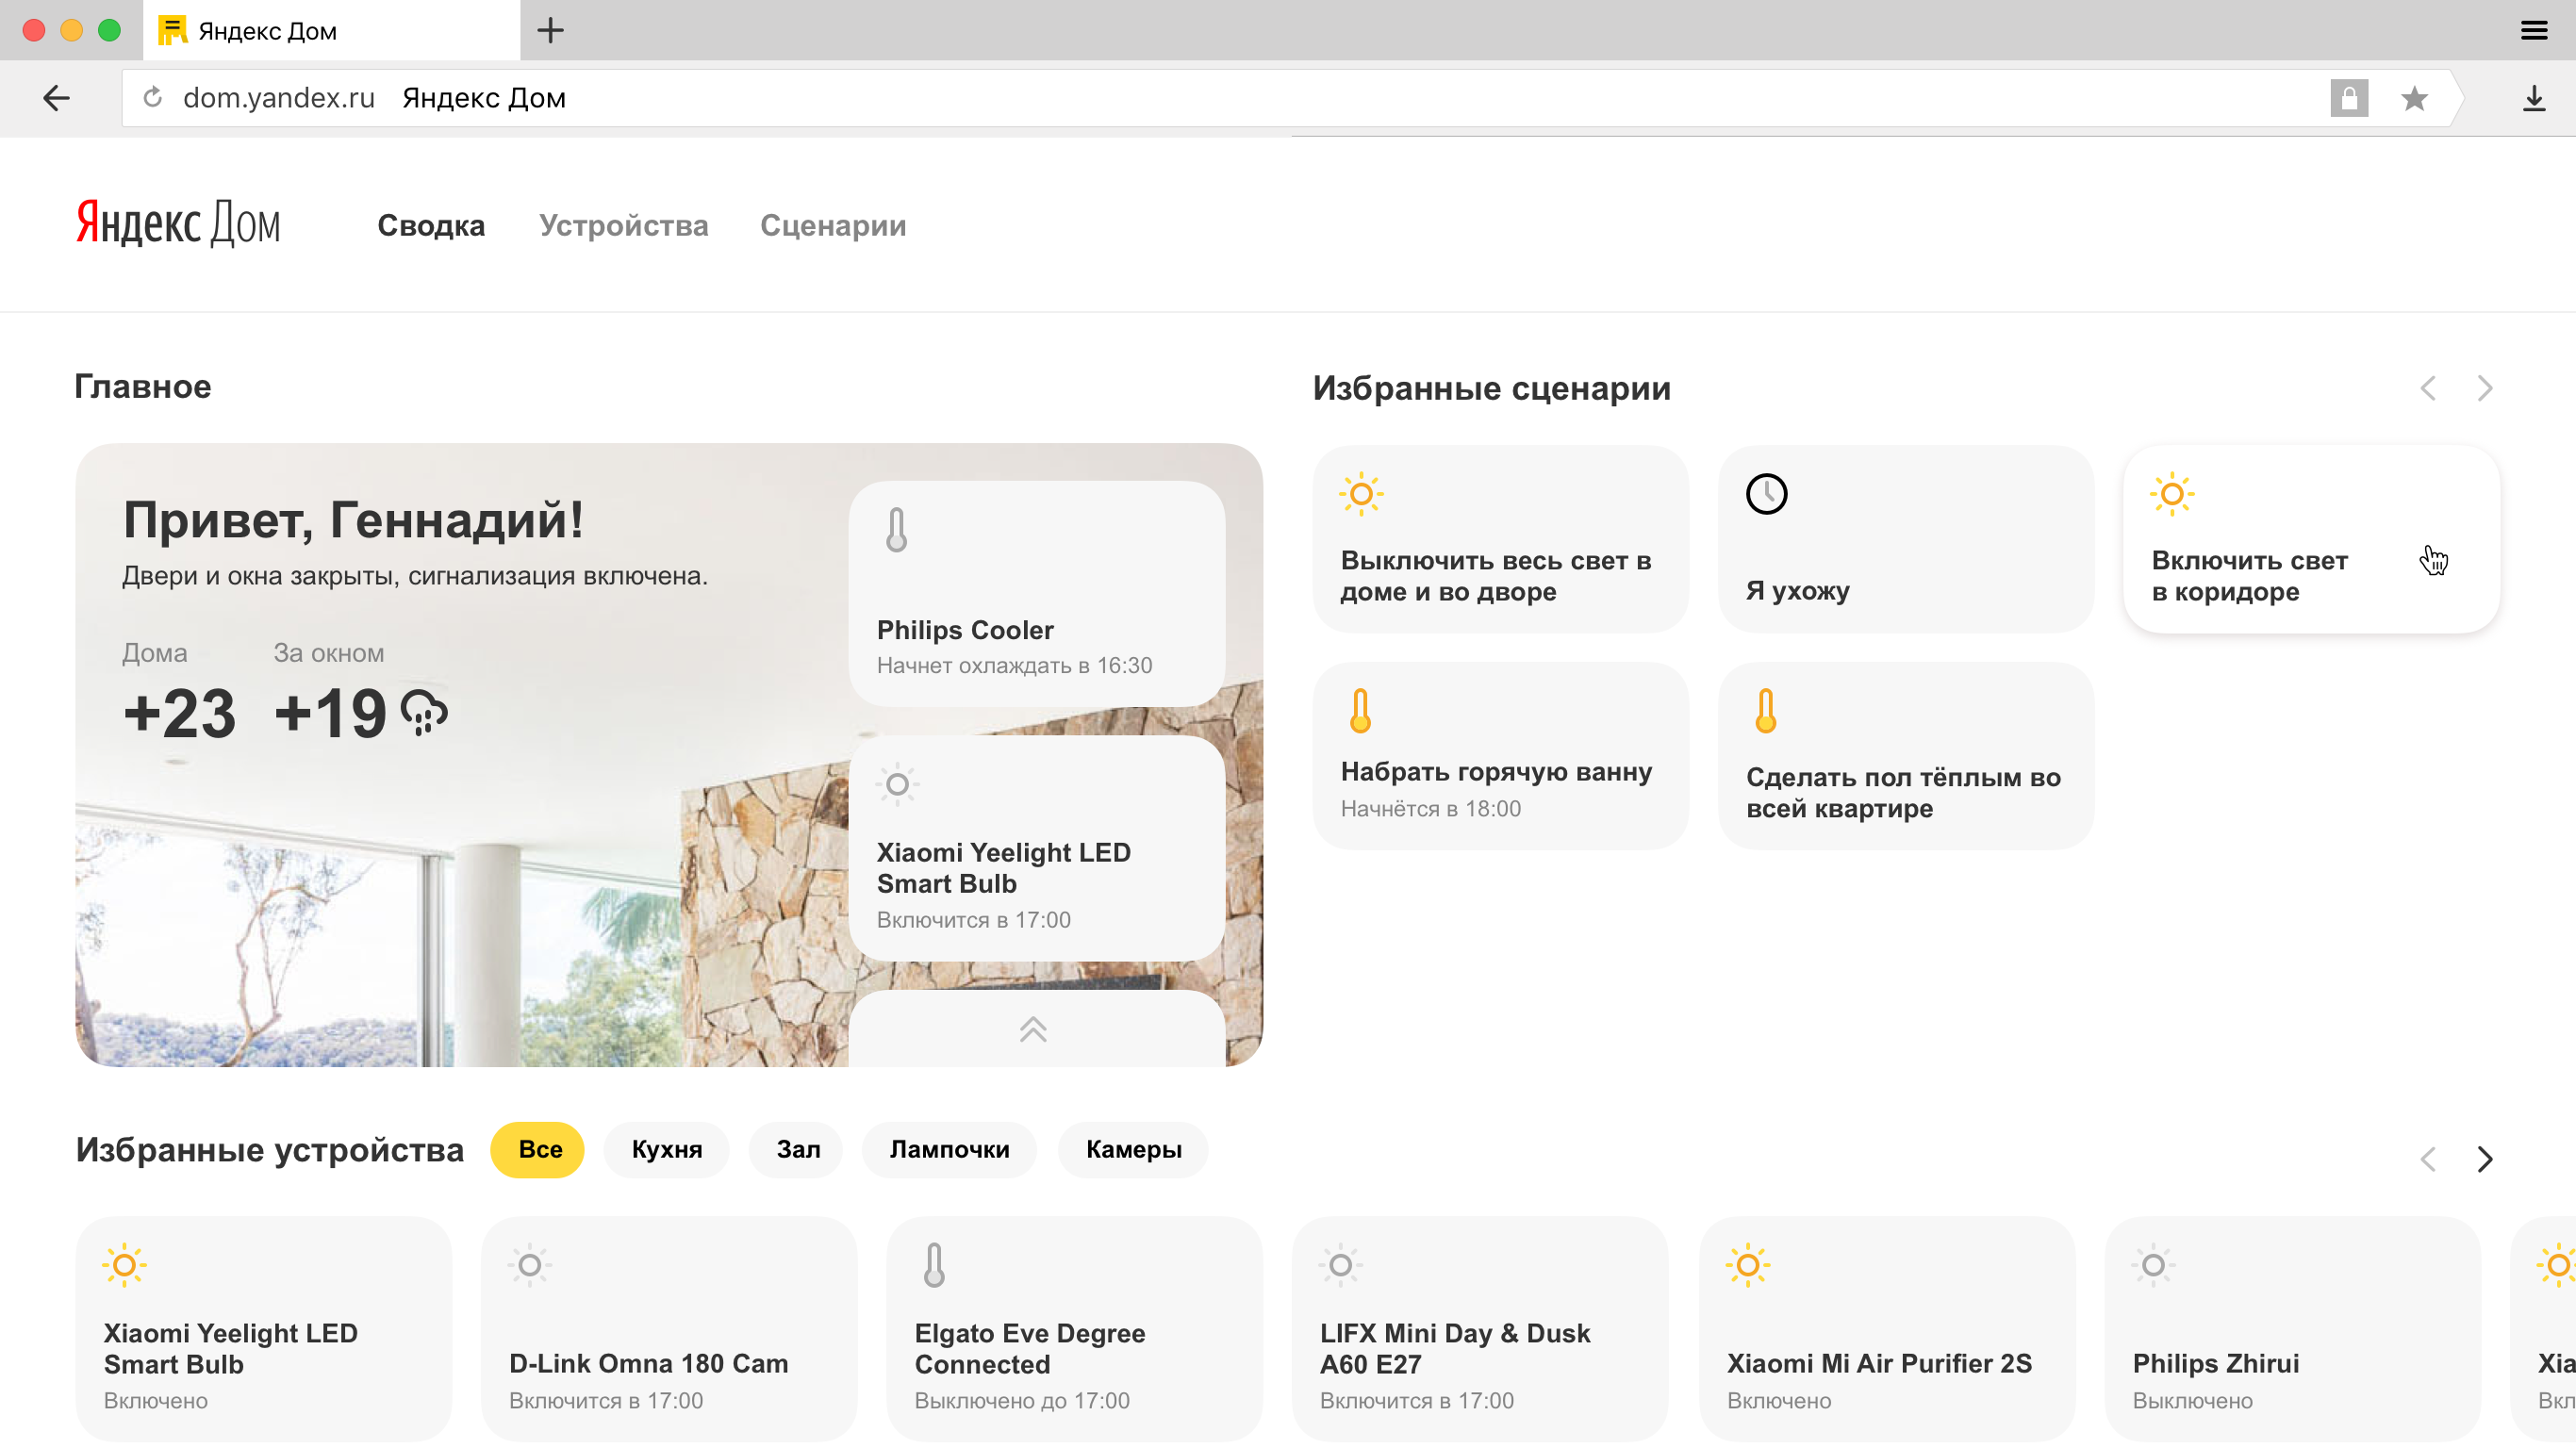 Яндекс Дом
dom.yandex.ru Яндекс Дом
Яндекс Дом
Сводка Устройства Сценарии
Главное
Привет, Геннадий!
Двери и окна закрыты, сигнализация включена.
Дома За окном
+23 +19
Philips Cooler
Начнет охлаждать в 16:30
Xiaomi Yeelight LED
Smart Bulb
Включится в 17:00
Избранные сценарии
Выключить весь свет в
доме и во дворе
Я ухожу
Включить свет
в коридоре
Набрать горячую ванну
Начнётся в 18:00
Сделать пол тёплым во
всей квартире
Избранные устройства Все Кухня Зал Лампочки Камеры
Xiaomi Yeelight LED
Smart Bulb
Включено
D-Link Omna 180 Cam
Включится в 17:00
Elgato Eve Degree
Connected
Выключено до 17:00
LIFX Mini Day & Dusk
A60 E27
Включится в 17:00
Xiaomi Mi Air Purifier 2S
Включено
Philips Zhirui
Выключено
Xia
Вкл